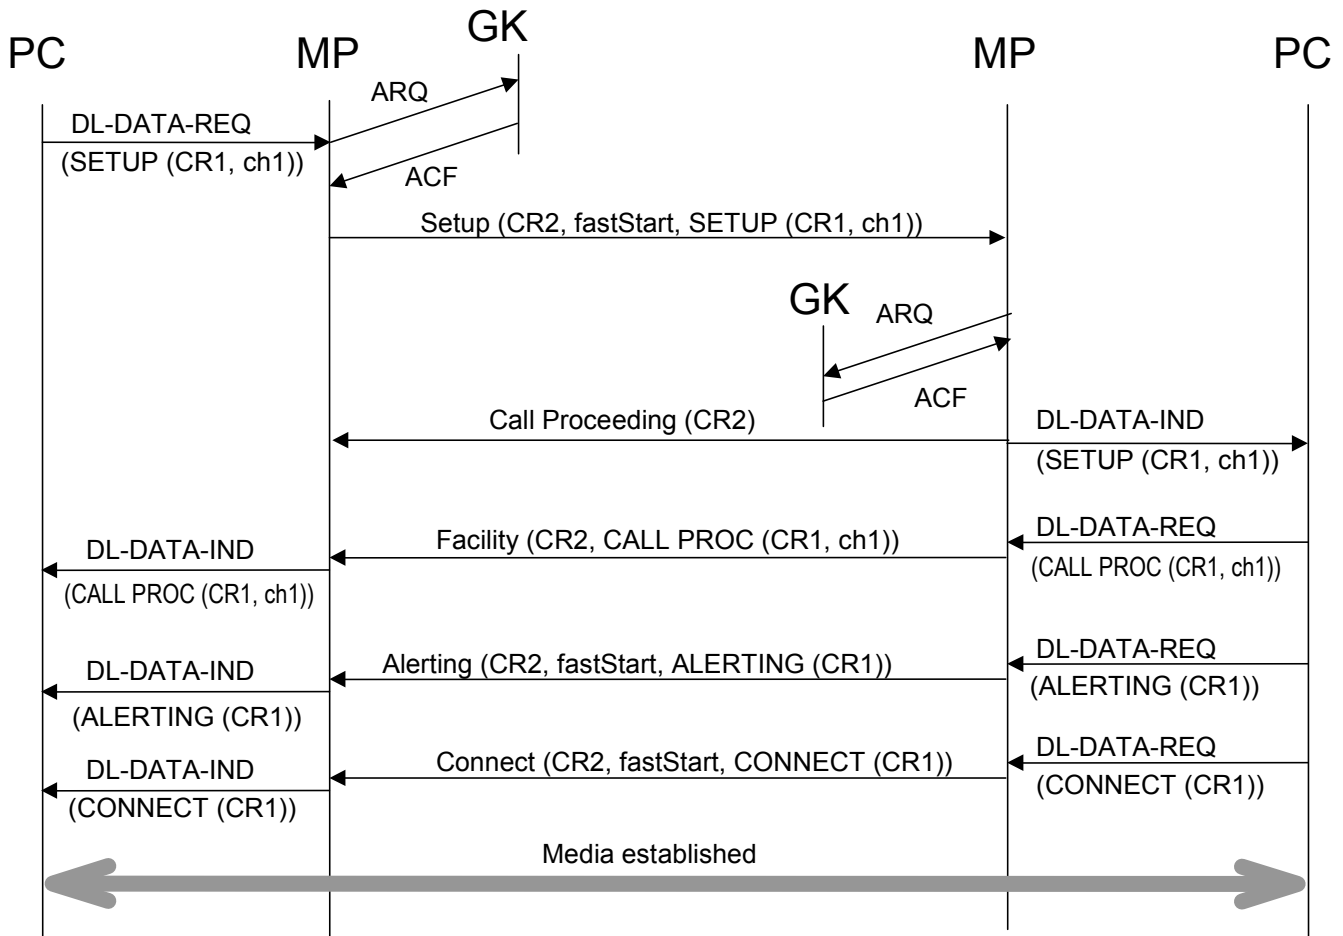 GK
PC
MP
MP
PC
ARQ
DL-DATA-REQ
(SETUP (CR1, ch1))
ACF
Setup (CR2, fastStart, SETUP (CR1, ch1))
GK
ARQ
ACF
Call Proceeding (CR2)
DL-DATA-IND
(SETUP (CR1, ch1))
DL-DATA-REQ
Facility (CR2, CALL PROC (CR1, ch1))
DL-DATA-IND
(CALL PROC (CR1, ch1))
(CALL PROC (CR1, ch1))
DL-DATA-REQ
Alerting (CR2, fastStart, ALERTING (CR1))
DL-DATA-IND
(ALERTING (CR1))
(ALERTING (CR1))
DL-DATA-REQ
Connect (CR2, fastStart, CONNECT (CR1))
DL-DATA-IND
(CONNECT (CR1))
(CONNECT (CR1))
Media established